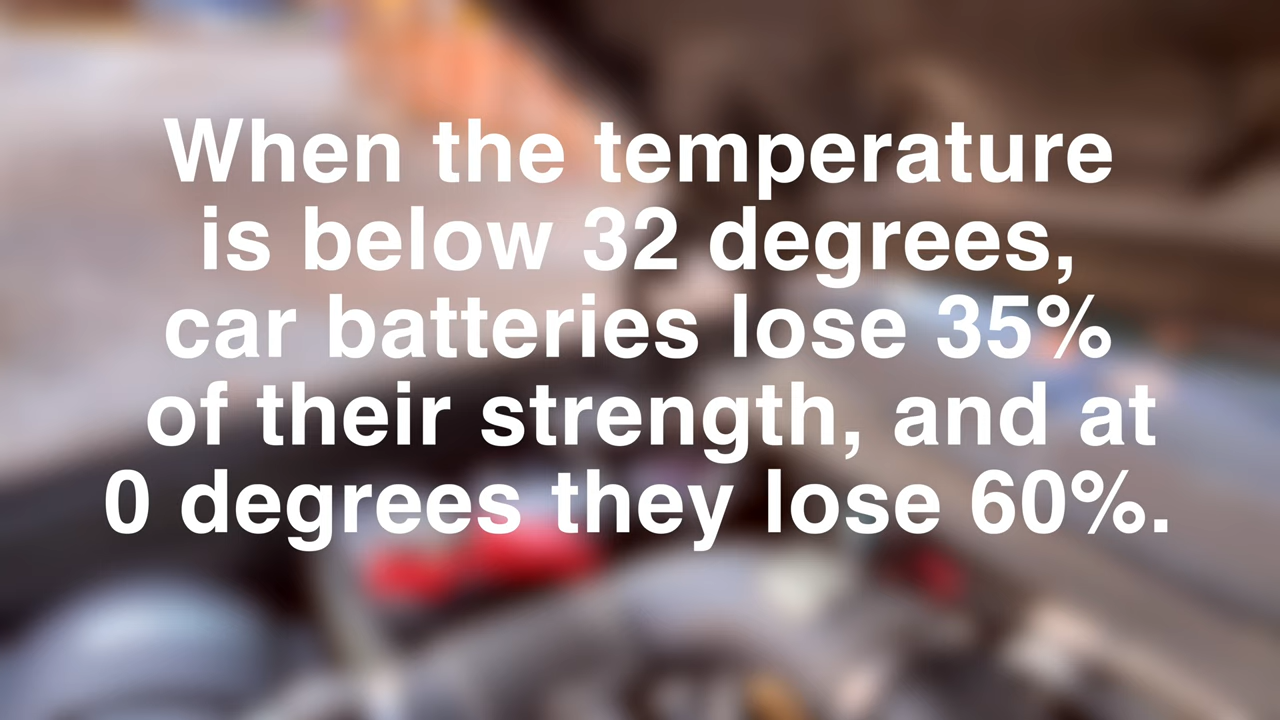 When the temperature
is below 32 degrees,
car batteries lose 35%
of their strength, and at
0 degrees they lose 60%.